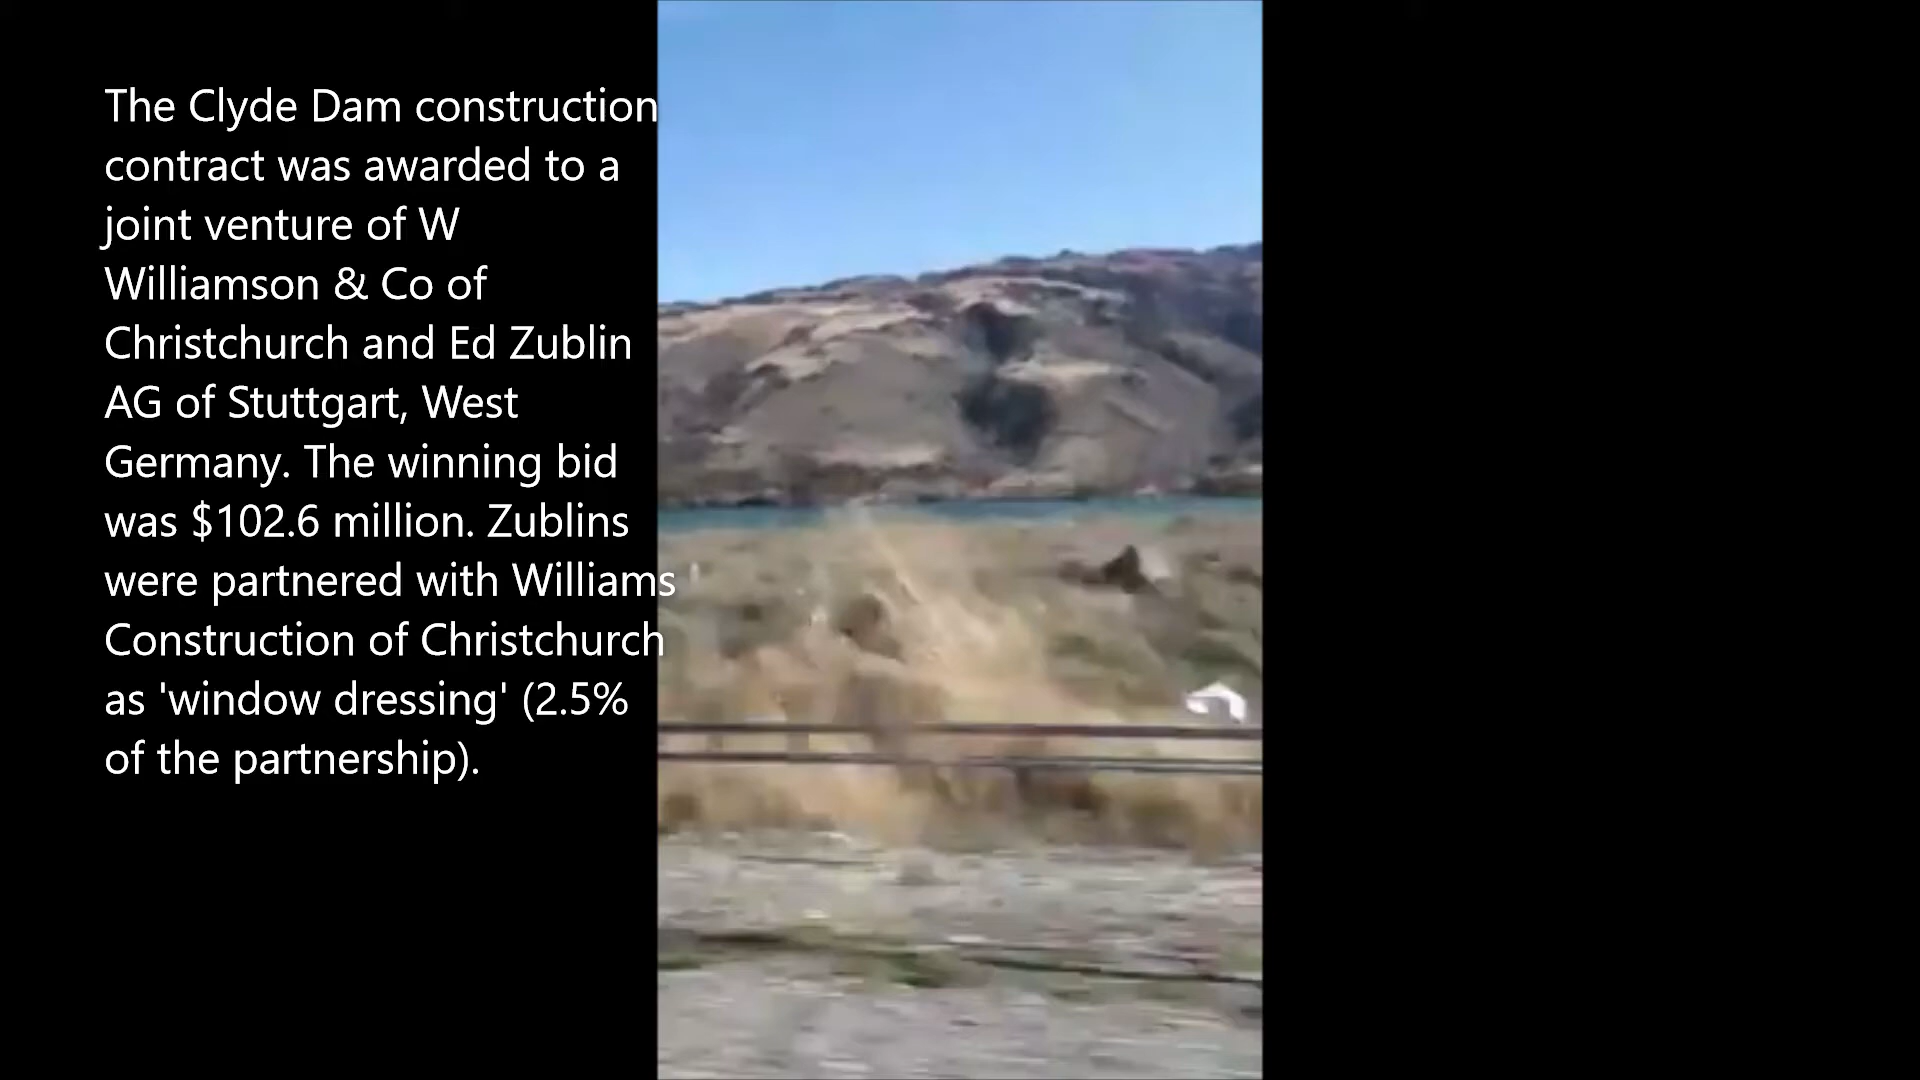 The Clyde Dam construction
contract was awarded to a
joint venture of W
Williamson & Co of
Christchurch and Ed Zublin
AG of Stuttgart, West
Germany. The winning bid
was $102.6 million. Zublins
were partnered with Williams
Construction of Christchurch
as 'window dressing' (2.5%
of the partnership).